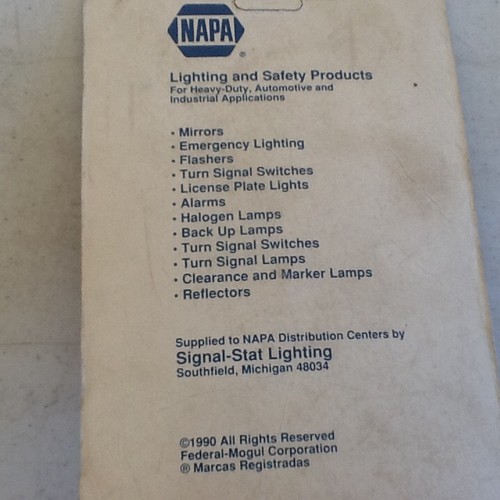 NAPA
®
Lighting and Safety Products
For Heavy-Duty, Automotive and
Industrial Applications
• Mirrors
• Emergency Lighting
• Flashers
• Turn Signal Switches
• License Plate Lights
• Alarms
• Halogen Lamps
• Back Up Lamps
• Turn Signal Switches
• Turn Signal Lamps
• Clearance and Marker Lamps
• Reflectors
Supplied to NAPA Distribution Centers by
Signal-Stat Lighting
Southfield, Michigan 48034
©1990 All Rights Reserved
Federal-Mogul Corporation
® Marcas Registradas